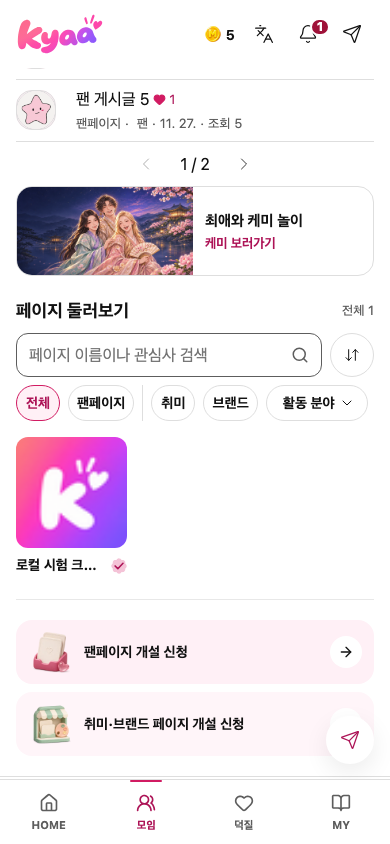 Kyaa
5
1
팬 게시글 5 1
팬페이지 · 팬 · 11. 27. · 조회 5
1 / 2
최애와 케미 놀이
케미 보러가기
페이지 둘러보기
전체 1
페이지 이름이나 관심사 검색
전체
팬페이지
취미
브랜드
활동 분야
K
로컬 시험 크...
팬페이지 개설 신청
취미·브랜드 페이지 개설 신청
HOME
모임
덕질
MY